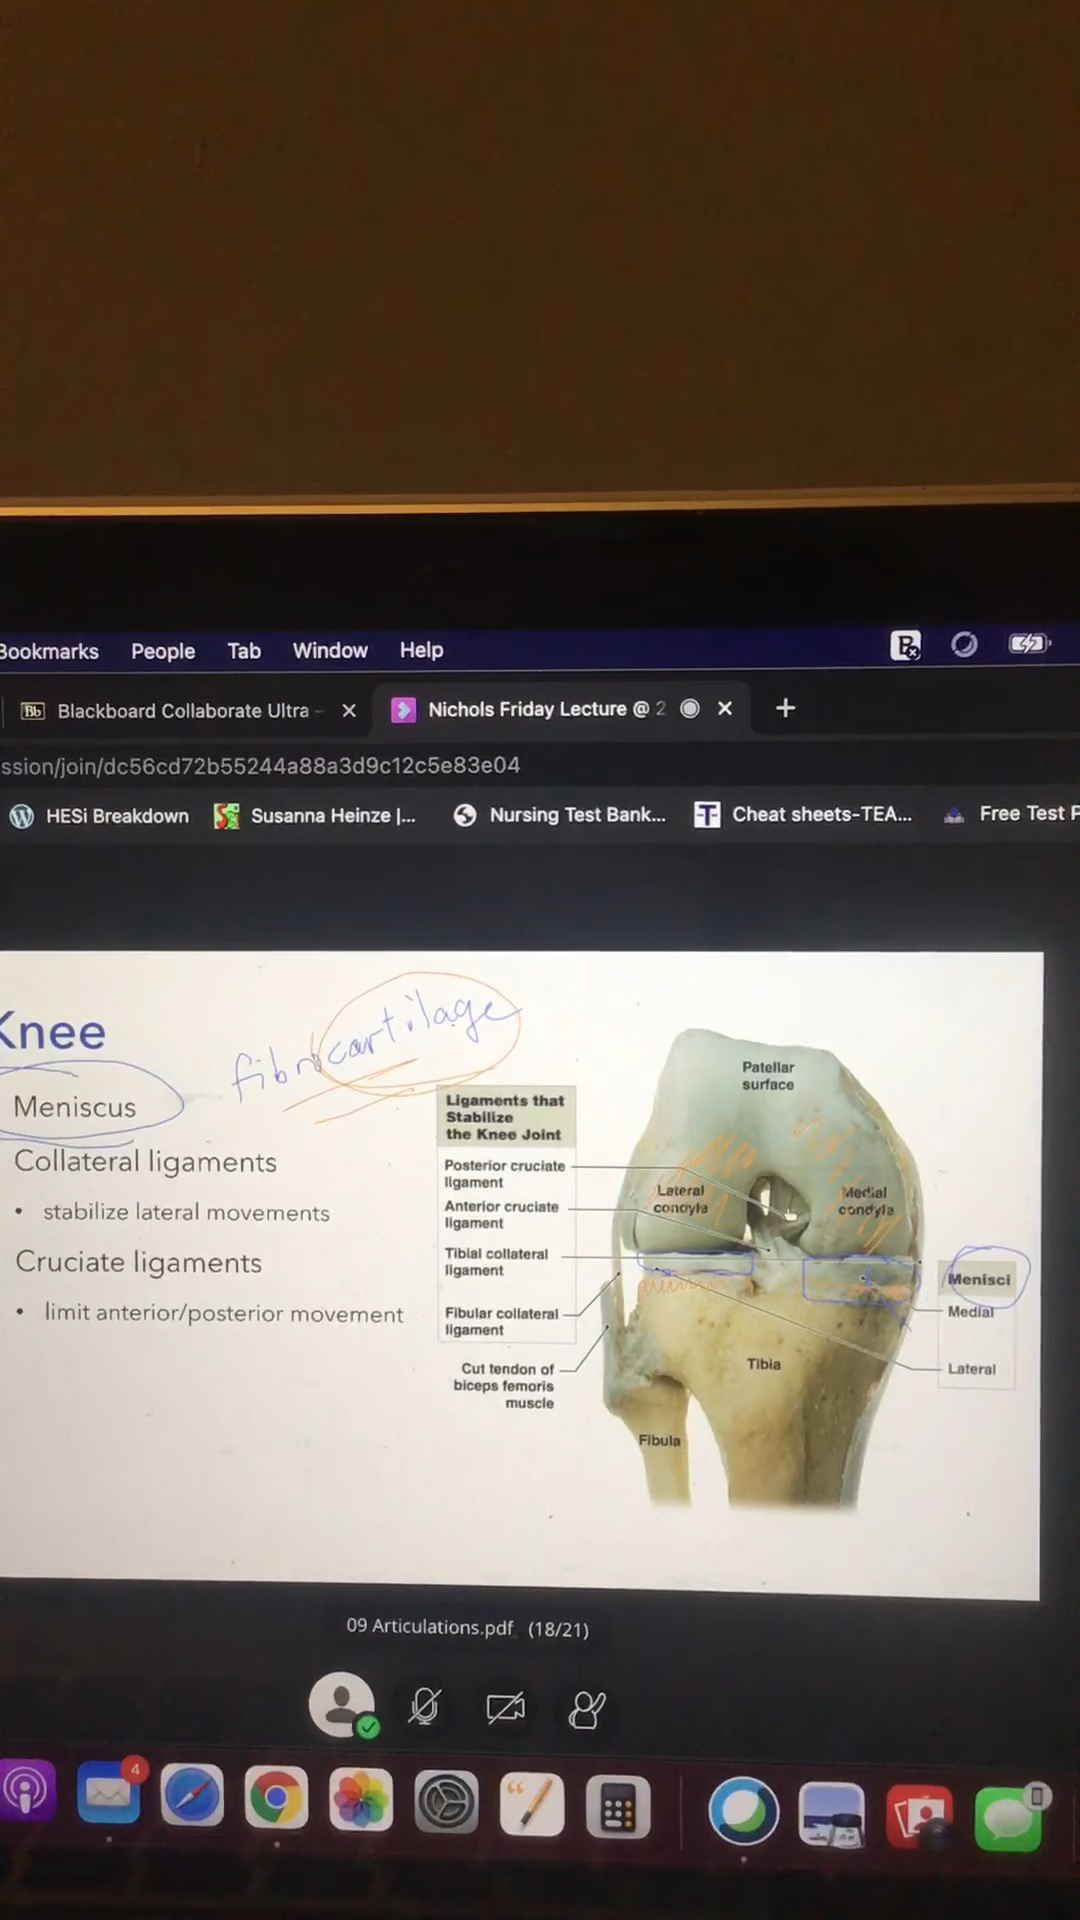 Bookmarks People Tab Window Help
Bb Blackboard Collaborate Ultra – Nichols Friday Lecture @ 2
ssion/join/dc56cd72b55244a88a3d9c12c5e83e04
HESi Breakdown Susanna Heinze |... Nursing Test Bank... Cheat sheets-TEA... Free Test P
Knee
fibrocartilage
Meniscus
Collateral ligaments
• stabilize lateral movements
Cruciate ligaments
• limit anterior/posterior movement
Ligaments that
Stabilize
the Knee Joint
Posterior cruciate
ligament
Anterior cruciate
ligament
Tibial collateral
ligament
Fibular collateral
ligament
Cut tendon of
biceps femoris
muscle
Patellar
surface
Lateral
condyle
Medial
condyle
Tibia
Fibula
Menisci
Medial
Lateral
09 Articulations.pdf (18/21)
4